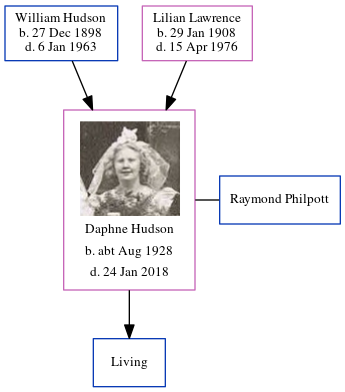 William Hudson
b. 27 Dec 1898
d. 6 Jan 1963
Lilian Lawrence
b. 29 Jan 1908
d. 15 Apr 1976
Daphne Hudson
b. abt Aug 1928
d. 24 Jan 2018
Raymond Philpott
Living